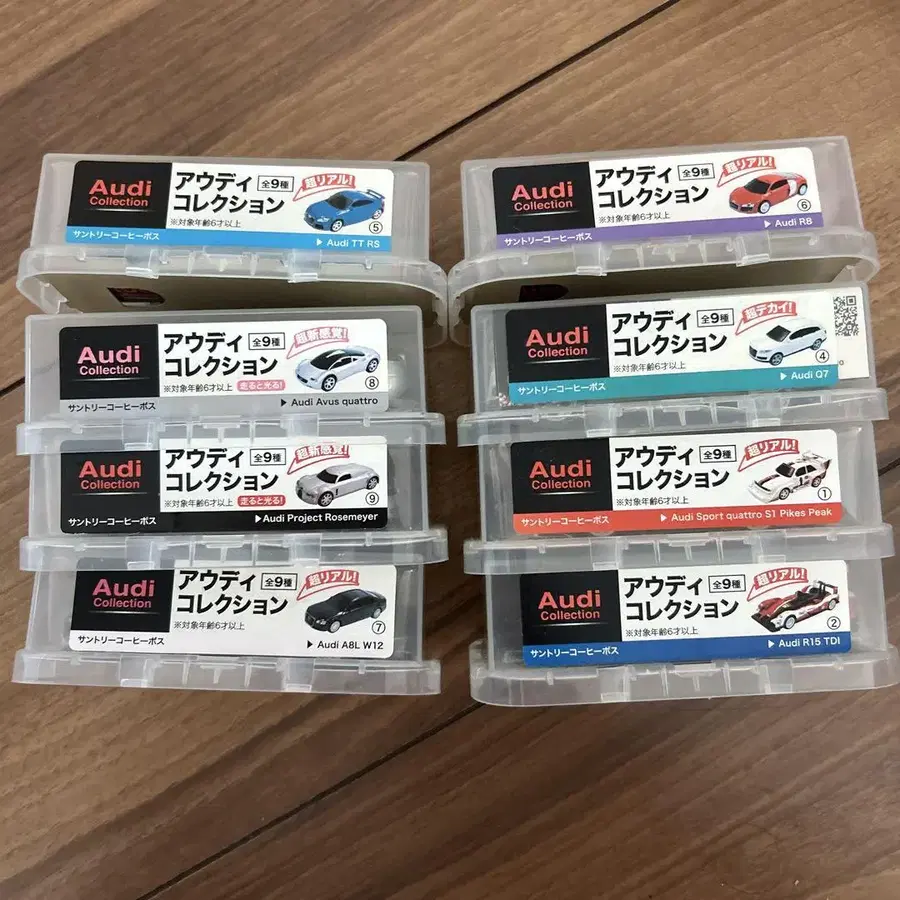 Audi
Collection
アウディ
コレクション
全9種
超リアル!
※対象年齢6才以上
⑤
サントリーコーヒーボス
▶ Audi TT RS
Audi
Collection
アウディ
コレクション
全9種
超リアル!
※対象年齢6才以上
⑥
サントリーコーヒーボス
▶ Audi R8
Audi
Collection
アウディ
コレクション
全9種
超新感覚!
※対象年齢6才以上
走ると光る!
⑧
サントリーコーヒーボス
▶ Audi Avus quattro
Audi
Collection
アウディ
コレクション
全9種
超デカイ!
※対象年齢6才以上
④
サントリーコーヒーボス
▶ Audi Q7
Audi
Collection
アウディ
コレクション
全9種
超新感覚!
※対象年齢6才以上
走ると光る!
⑨
サントリーコーヒーボス
▶Audi Project Rosemeyer
Audi
Collection
アウディ
コレクション
全9種
超リアル!
※対象年齢6才以上
①
サントリーコーヒーボス
▶ Audi Sport quattro S1 Pikes Peak
Audi
Collection
アウディ
コレクション
全9種
超リアル!
※対象年齢6才以上
⑦
サントリーコーヒーボス
▶ Audi A8L W12
Audi
Collection
アウディ
コレクション
全9種
超リアル!
※対象年齢6才以上
②
サントリーコーヒーボス
▶ Audi R15 TDI